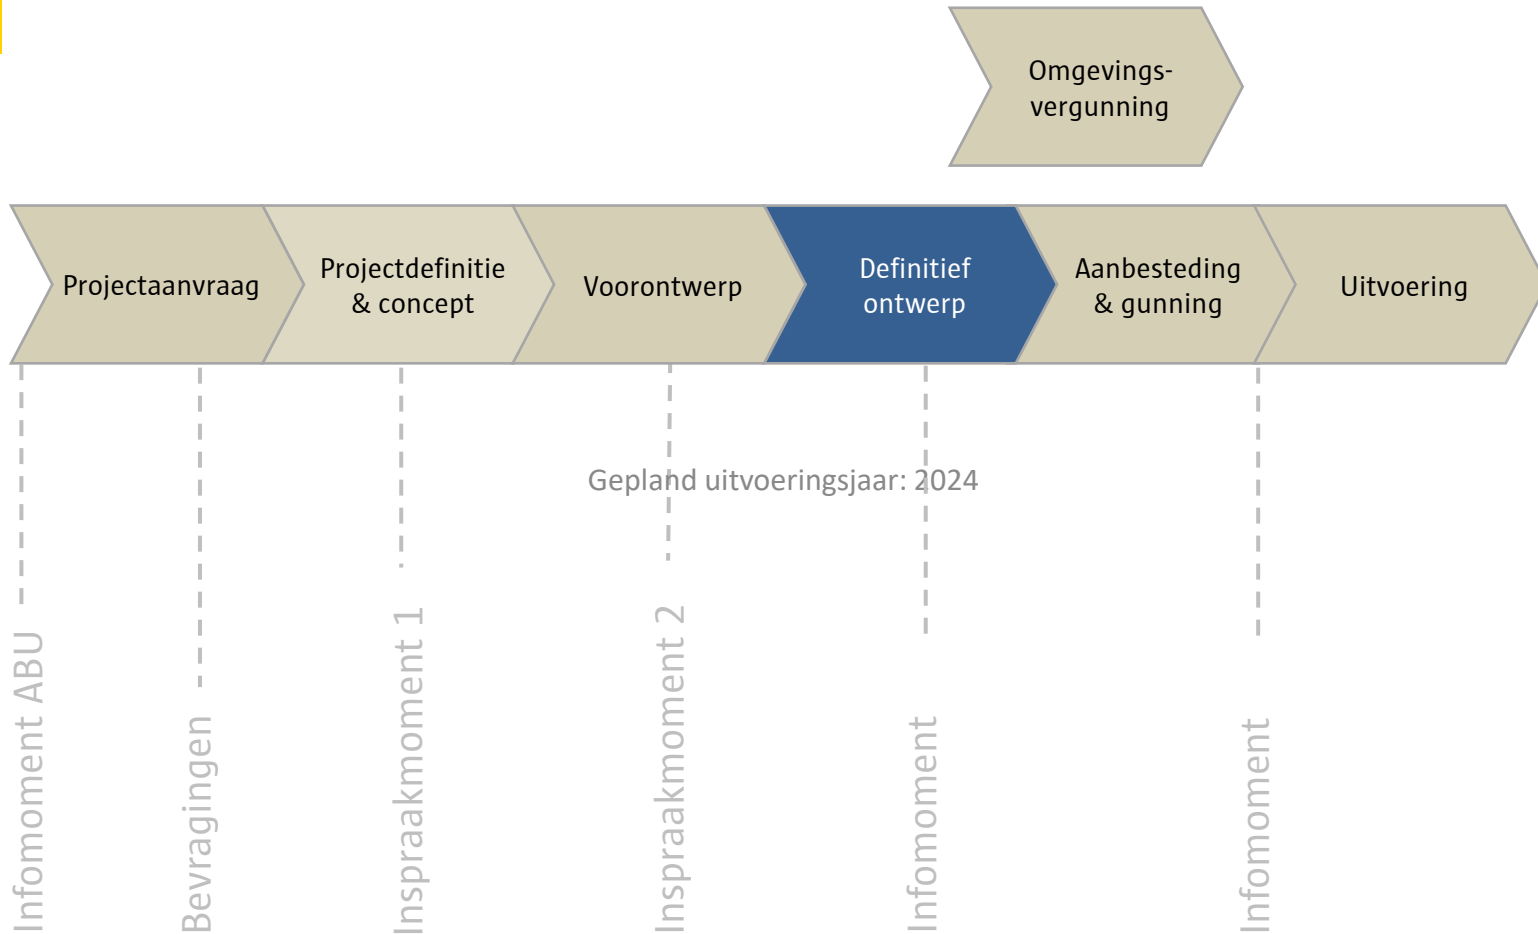 Omgevings-
vergunning
Projectaanvraag
Projectdefinitie
& concept
Voorontwerp
Definitief
ontwerp
Aanbesteding
& gunning
Uitvoering
Gepland uitvoeringsjaar: 2024
Infomoment ABU
Bevragingen
Inspraakmoment 1
Inspraakmoment 2
Infomoment
Infomoment